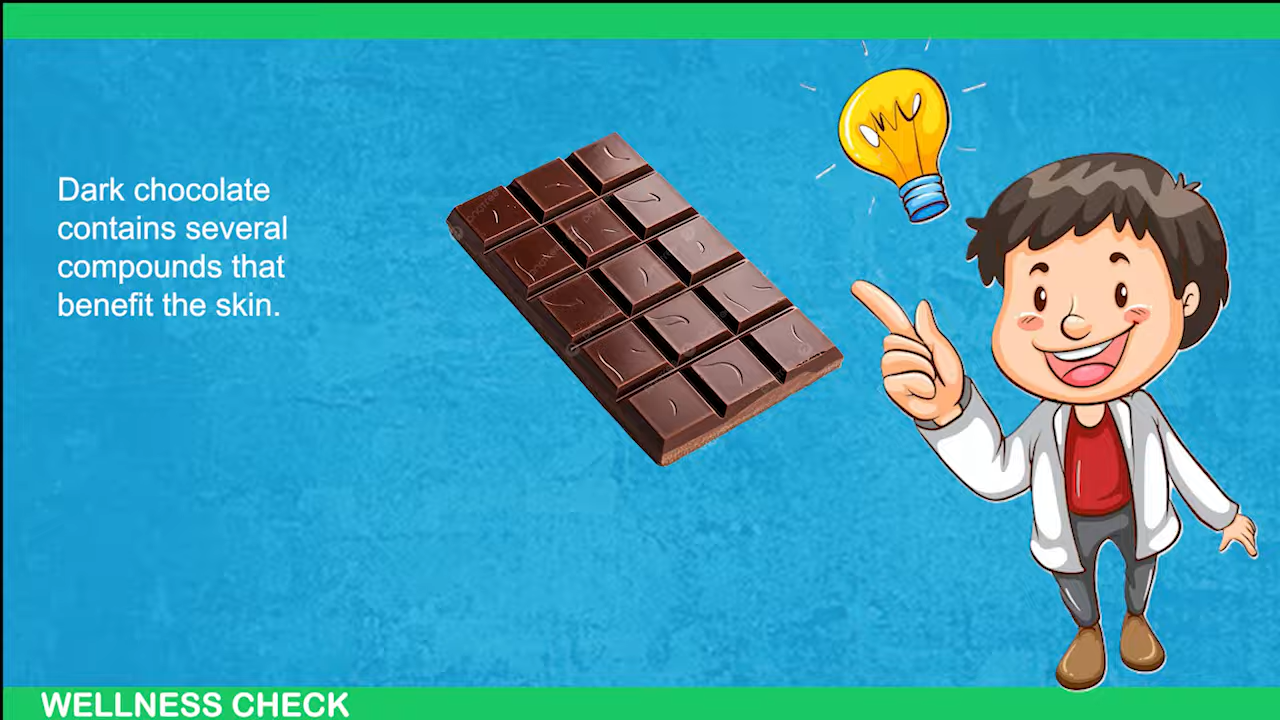 Dark chocolate
contains several
compounds that
benefit the skin.
WELLNESS CHECK